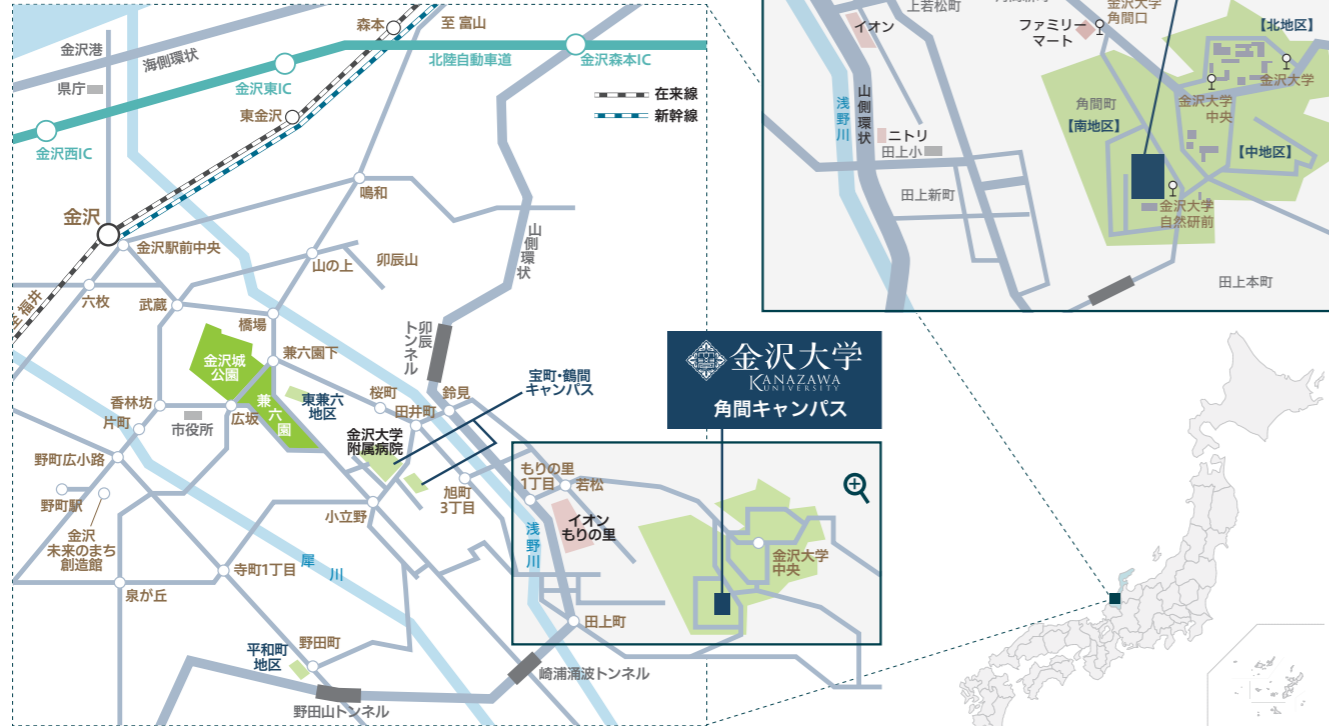 森本
至 富山
金沢港
海側環状
県庁
金沢東IC
北陸自動車道
金沢森本IC
在来線
新幹線
東金沢
金沢西IC
鳴和
金沢
金沢駅前中央
山の上
卯辰山
山側環状
六枚
武蔵
至 福井
橋場
卯辰
トンネル
金沢城
公園
兼六園下
香林坊
片町
市役所
広坂
兼六園
東兼六
地区
桜町
田井町
鈴見
宝町・鶴間
キャンパス
金沢大学
附属病院
野町広小路
野町駅
金沢
未来のまち
創造館
小立野
旭町
3丁目
もりの里
1丁目
若松
イオン
もりの里
浅野川
金沢大学
中央
犀川
寺町1丁目
泉が丘
田上町
野田町
平和町
地区
崎浦涌波トンネル
野田山トンネル
金沢大学
KANAZAWA
UNIVERSITY
角間キャンパス
上若松町
イオン
ファミリー
マート
金沢大学
角間口
【北地区】
金沢大学
金沢大学
中央
角間町
【南地区】
【中地区】
浅野川
山側環状
ニトリ
田上小
田上新町
金沢大学
自然研前
田上本町